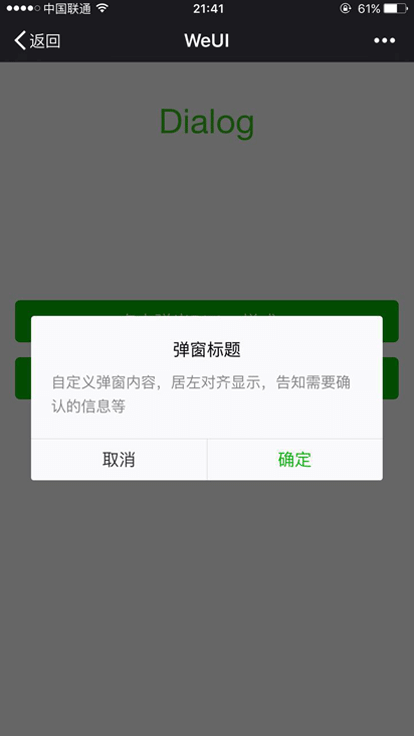 中国联通 21:41 61%
返回 WeUI
Dialog
弹窗标题
自定义弹窗内容，居左对齐显示，告知需要确
认的信息等
取消 确定